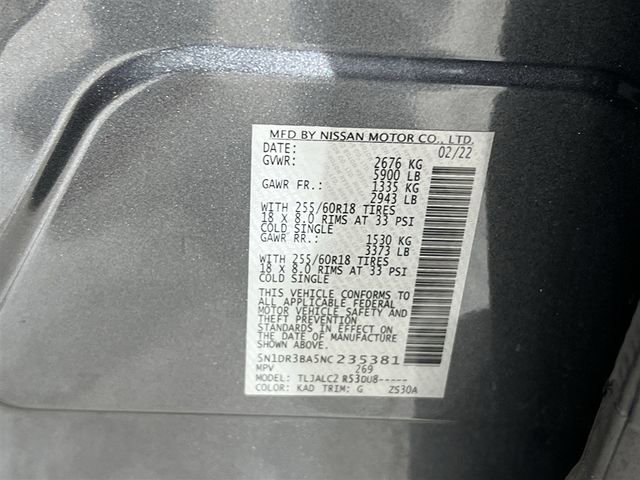 MFD BY NISSAN MOTOR CO., LTD.
DATE: 02/22
GVWR: 2676 KG
5900 LB
GAWR FR.: 1335 KG
2943 LB
WITH 255/60R18 TIRES
18 X 8.0 RIMS AT 33 PSI
COLD SINGLE
GAWR RR.: 1530 KG
3373 LB
WITH 255/60R18 TIRES
18 X 8.0 RIMS AT 33 PSI
COLD SINGLE
THIS VEHICLE CONFORMS TO
ALL APPLICABLE FEDERAL
MOTOR VEHICLE SAFETY AND
THEFT PREVENTION
STANDARDS IN EFFECT ON
THE DATE OF MANUFACTURE
SHOWN ABOVE.
5N1DR3BA5NC235381
MPV 269
MODEL: TLJALC2 R53DU8-----
COLOR: KAD TRIM: G ZS30A